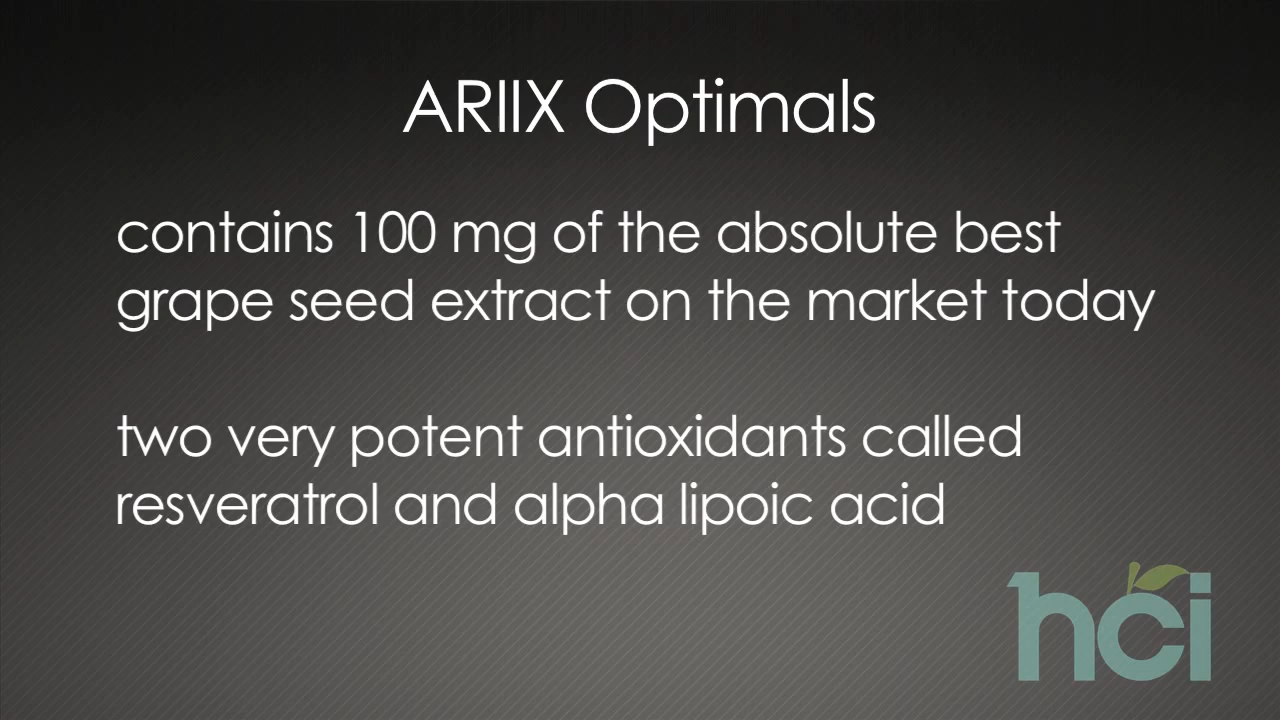 ARIIX Optimals
contains 100 mg of the absolute best
grape seed extract on the market today
two very potent antioxidants called
resveratrol and alpha lipoic acid
hci